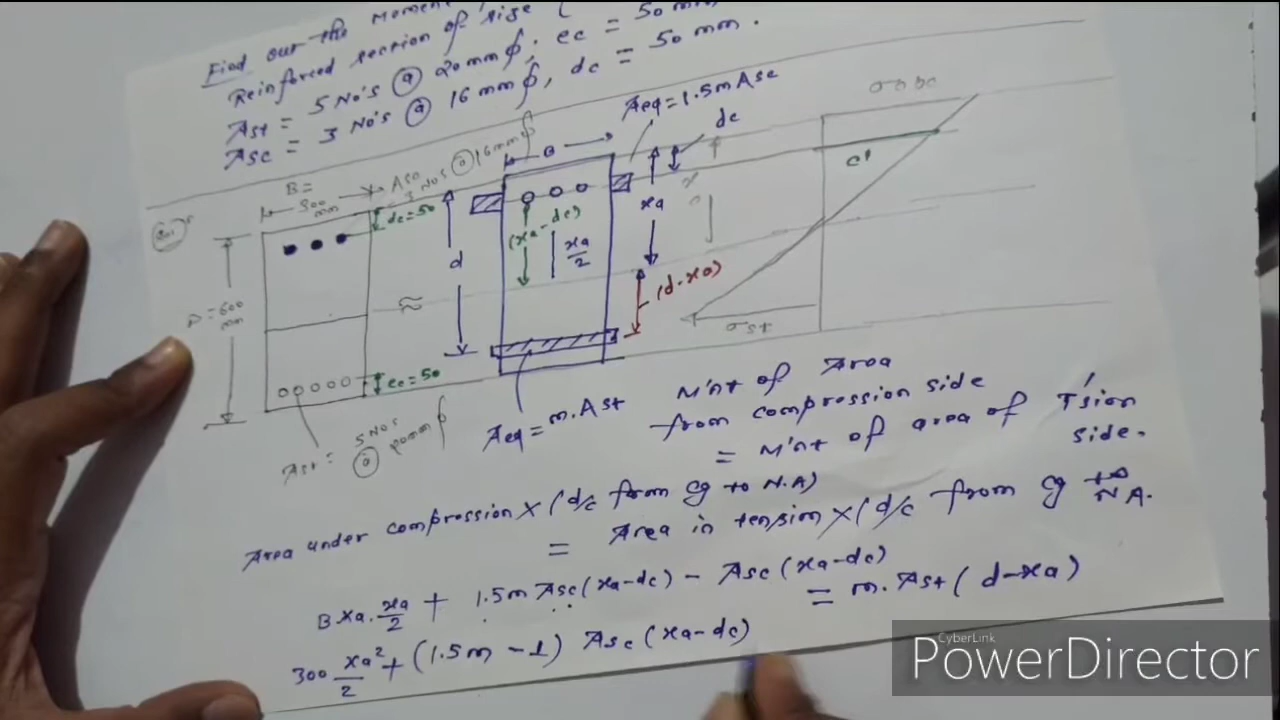 Find out the Moment
Reinforced section of size (
Ast = 5 No's @ 20mm ϕ, ec = 50 mm
Asc = 3 No's @ 16 mm ϕ, dc = 50 mm.
Sol:
B =
300
mm
Asc
3 Nos @ 16mm ϕ
dc = 50
D = 600
mm
ec = 50
Ast =
5 Nos
@ 20mm ϕ
≈
B
d
(xa-dc)
xa/2
Aeq = 1.5m Asc
dc
xa
(d-xa)
Aeq = m.Ast
σcbc
c'
σst
M'nt of Area
from compression side
= M'nt of area of T'sion
side.
Area under compression X (d/c from cg to N.A)
= Area in tension X (d/c from cg to
N A.
B xa. xa/2 + 1.5m Asc (xa-dc) - Asc (xa-dc)
= m. Ast (d-xa)
300 xa²/2 + (1.5m - 1) Asc (xa-dc)
CyberLink
PowerDirector